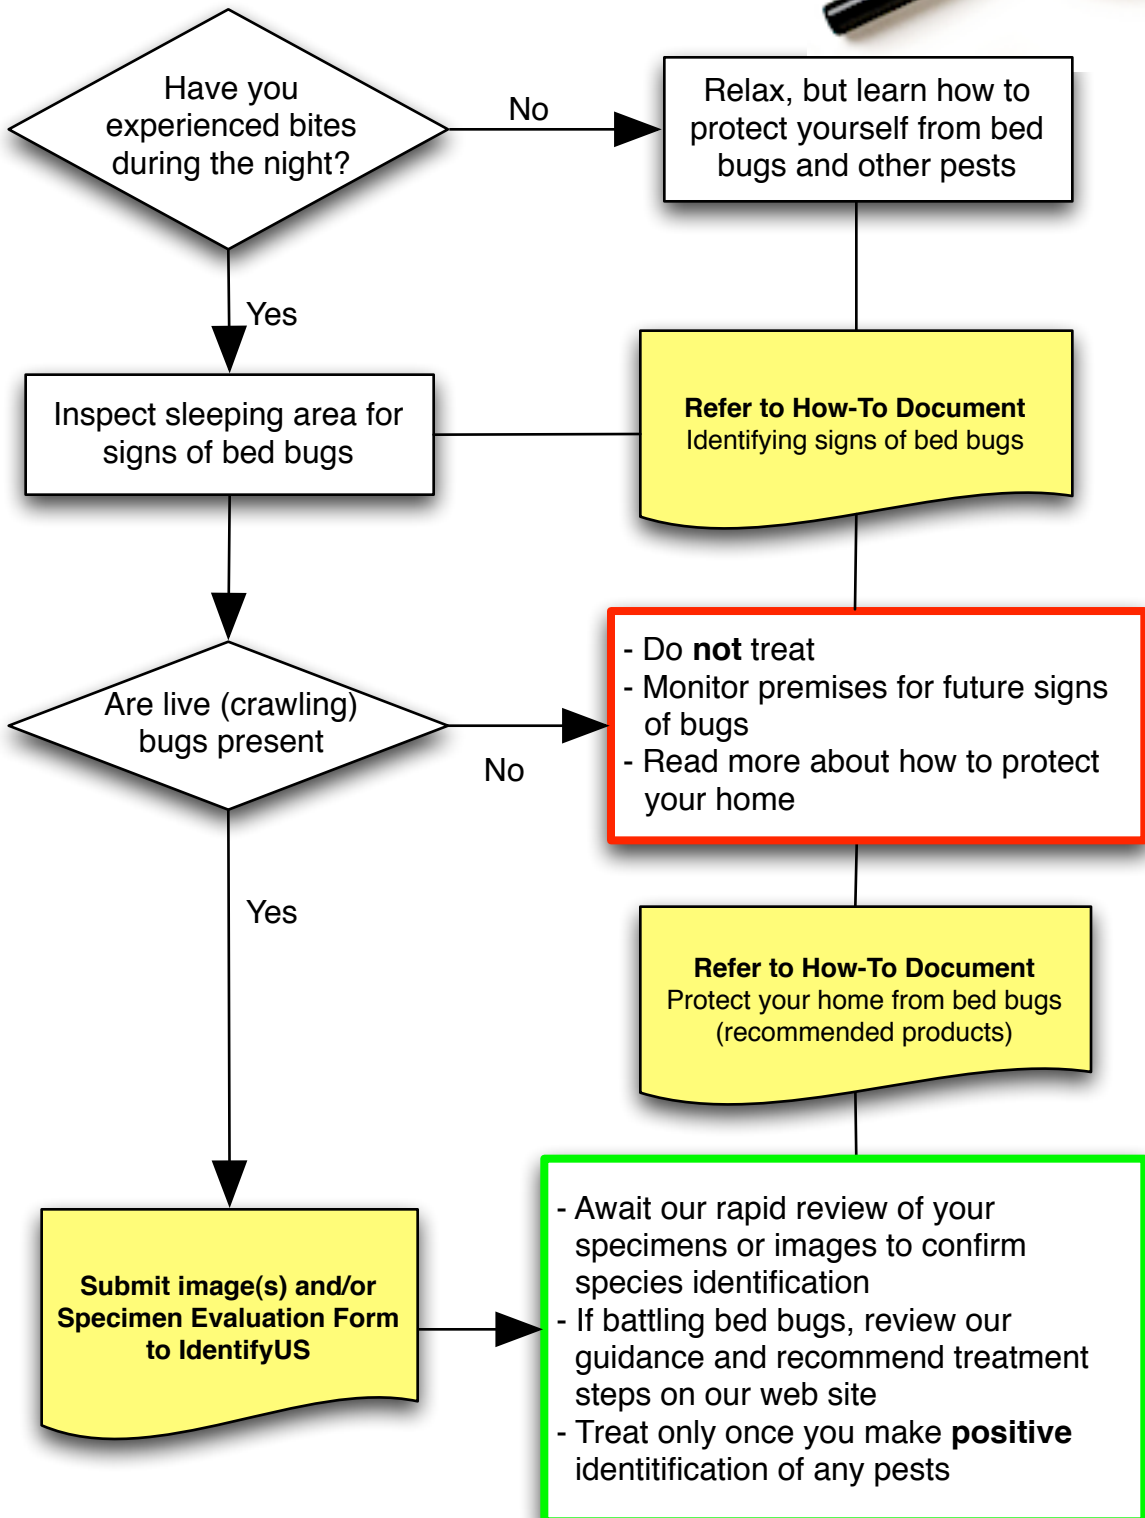 Have you
experienced bites
during the night?
No
Relax, but learn how to
protect yourself from bed
bugs and other pests
Yes
Inspect sleeping area for
signs of bed bugs
Refer to How-To Document
Identifying signs of bed bugs
Are live (crawling)
bugs present
No
- Do not treat
- Monitor premises for future signs
of bugs
- Read more about how to protect
your home
Yes
Refer to How-To Document
Protect your home from bed bugs
(recommended products)
Submit image(s) and/or
Specimen Evaluation Form
to IdentifyUS
- Await our rapid review of your
specimens or images to confirm
species identification
- If battling bed bugs, review our
guidance and recommend treatment
steps on our web site
- Treat only once you make positive
identitification of any pests